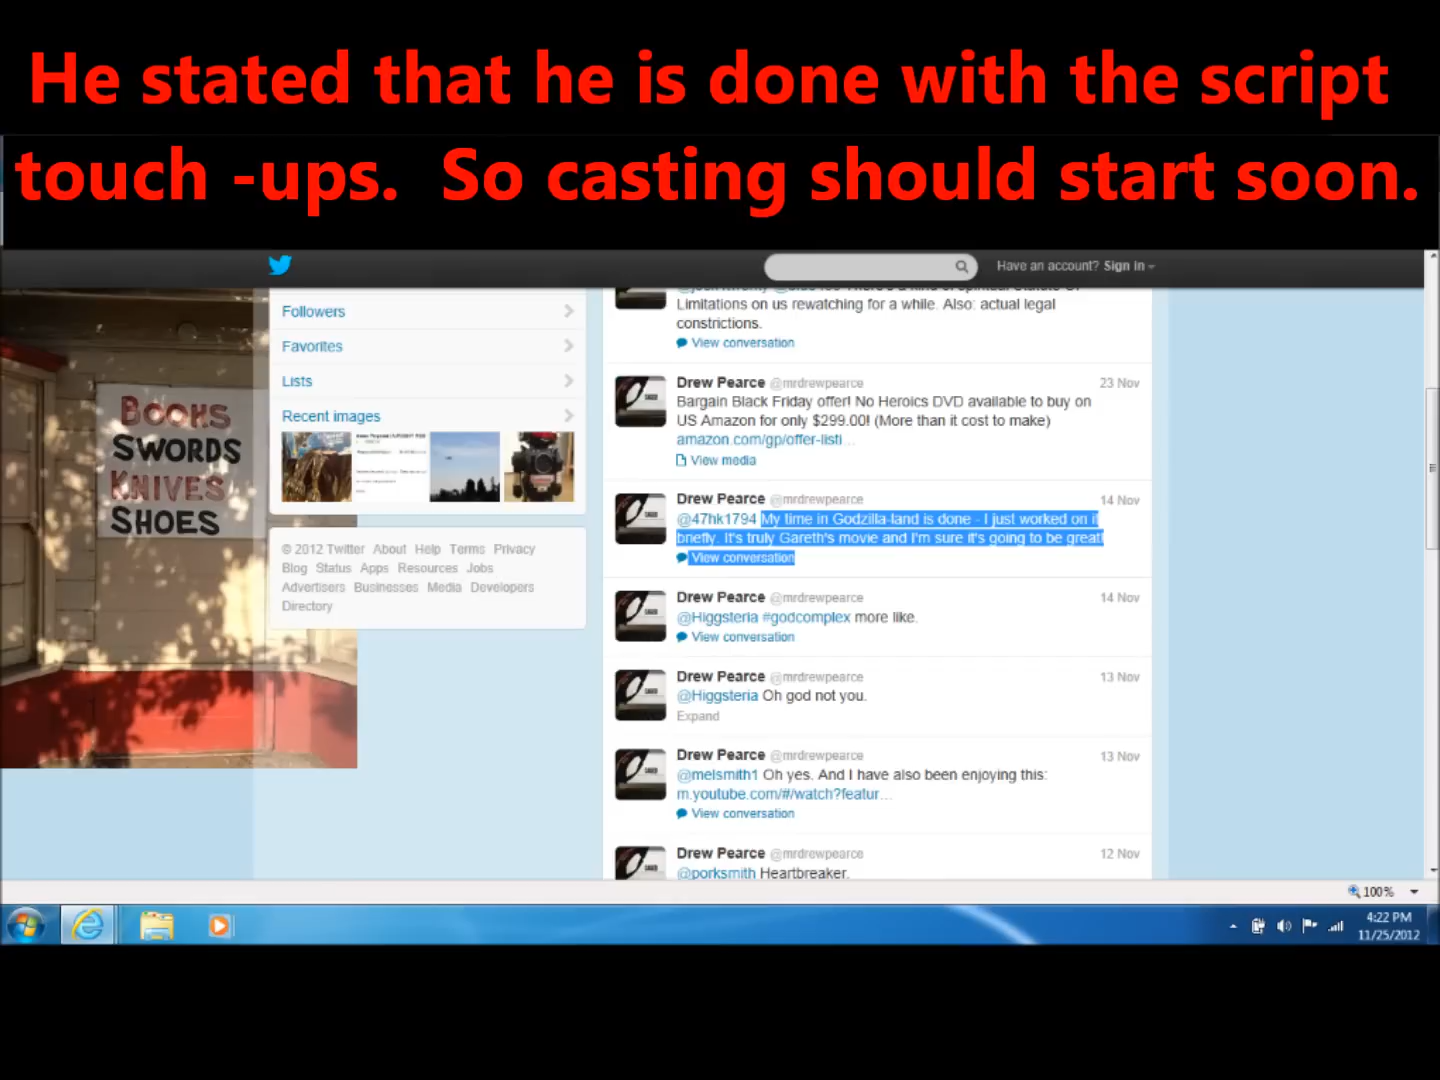 He stated that he is done with the script
touch -ups.  So casting should start soon.
Have an account? Sign in
Followers
Favorites
Lists
Recent images
BOOKS
SWORDS
KNIVES
SHOES
© 2012 Twitter About Help Terms Privacy
Blog Status Apps Resources Jobs
Advertisers Businesses Media Developers
Directory
Limitations on us rewatching for a while. Also: actual legal
constrictions.
View conversation
Drew Pearce @mrdrewpearce 23 Nov
Bargain Black Friday offer! No Heroics DVD available to buy on
US Amazon for only $299.00! (More than it cost to make)
amazon.com/gp/offer-listi…
View media
Drew Pearce @mrdrewpearce 14 Nov
@47hk1794 My time in Godzilla-land is done - I just worked on it
briefly. It's truly Gareth's movie and I'm sure it's going to be great!
View conversation
Drew Pearce @mrdrewpearce 14 Nov
@Higgsteria #godcomplex more like.
View conversation
Drew Pearce @mrdrewpearce 13 Nov
@Higgsteria Oh god not you.
Expand
Drew Pearce @mrdrewpearce 13 Nov
@melsmith1 Oh yes. And I have also been enjoying this:
m.youtube.com/#/watch?featur…
View conversation
Drew Pearce @mrdrewpearce 12 Nov
@porksmith Heartbreaker.
100%
4:22 PM
11/25/2012